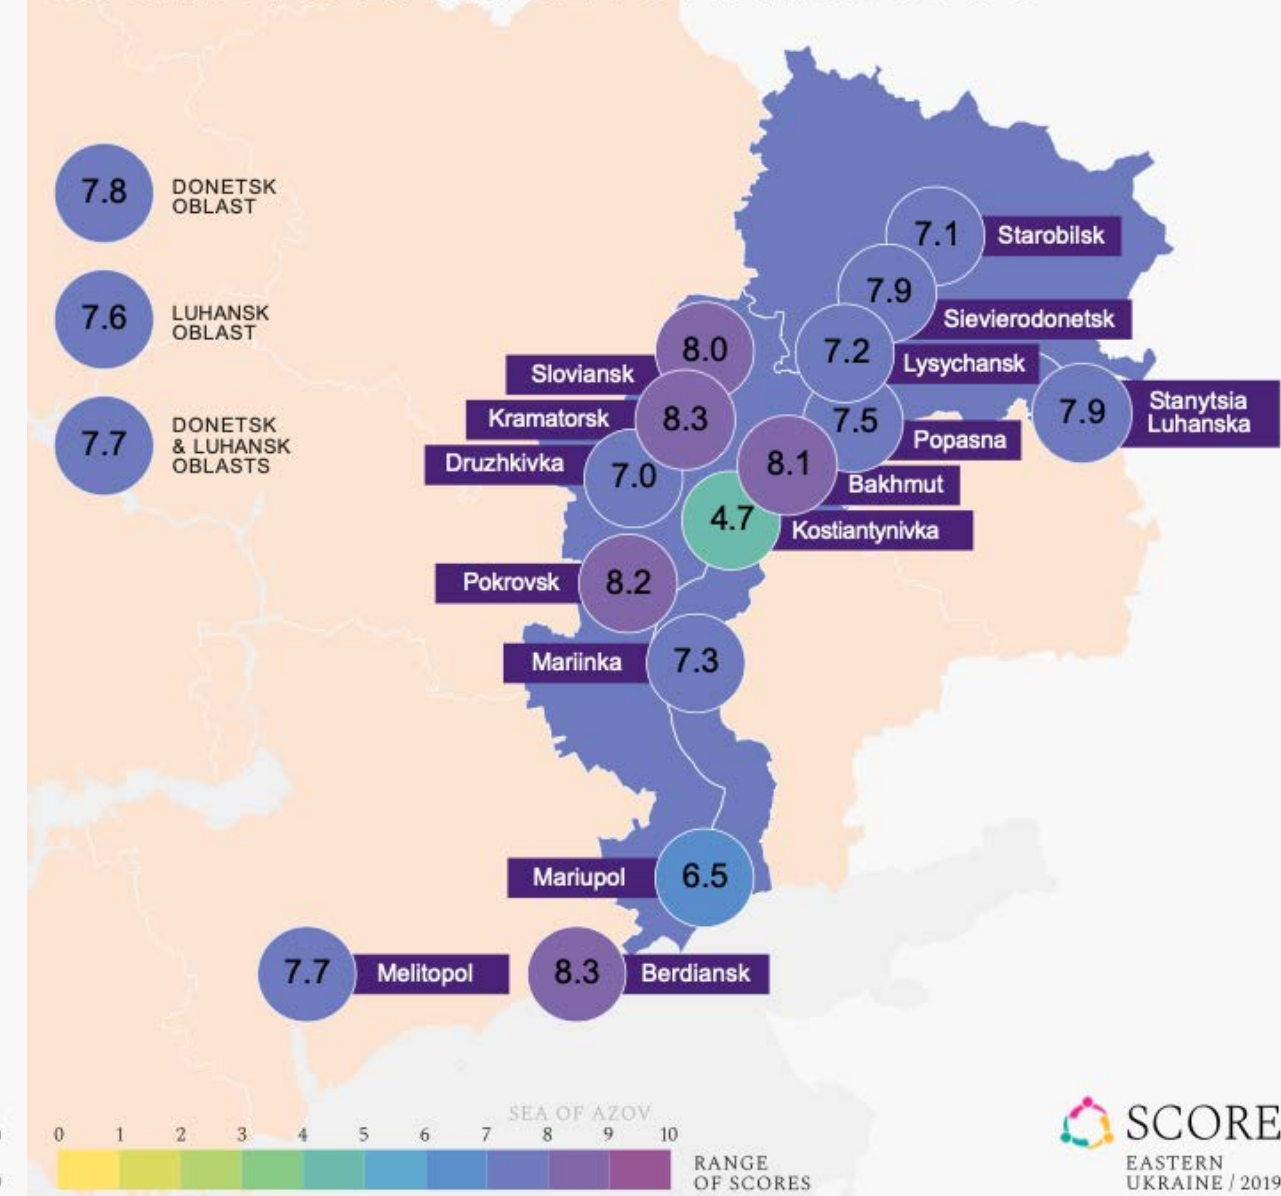 7.8
DONETSK
OBLAST
7.6
LUHANSK
OBLAST
7.7
DONETSK
& LUHANSK
OBLASTS
7.1
Starobilsk
7.9
Sievierodonetsk
8.0
Sloviansk
7.2
Lysychansk
7.9
Stanytsia
Luhanska
8.3
Kramatorsk
7.5
Popasna
7.0
Druzhkivka
8.1
Bakhmut
4.7
Kostiantynivka
8.2
Pokrovsk
7.3
Mariinka
6.5
Mariupol
7.7
Melitopol
8.3
Berdiansk
SEA OF AZOV
0 1 2 3 4 5 6 7 8 9 10
RANGE
OF SCORES
SCORE
EASTERN
UKRAINE / 2019